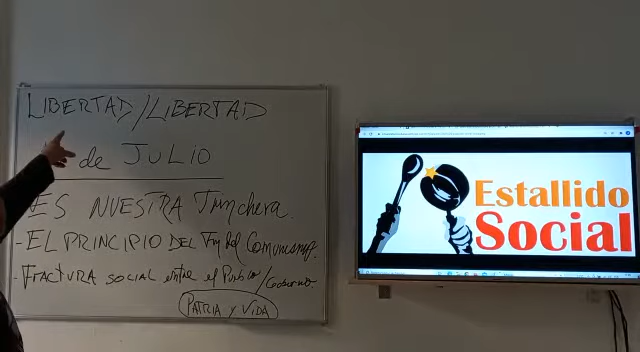 LIBERTAD/LIBERTAD
de JULIO
ES NUESTRA Trinchera.
- EL PRINCIPIO DEL Fin del Comunismo.
- Fractura social entre el Pueblo/Gobierno
PATRIA Y VIDA
Estallido
Social